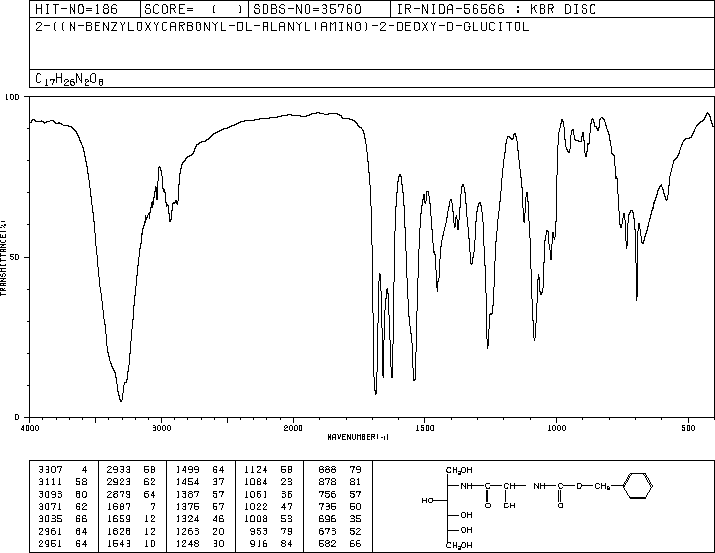 HIT-NO=186 SCORE= ( ) SDBS-NO=35760 IR-NIDA-56566 : KBR DISC
2-((N-BENZYLOXYCARBONYL-DL-ALANYL)AMINO)-2-DEOXY-D-GLUCITOL
C17H26N2O8
100
50
0
TRANSMITTANCE(%)
4000 3000 2000 1500 1000 500
WAVENUMBER(-1)
3307 4 2933 58 1499 64 1124 58 888 79
3111 58 2923 62 1454 37 1084 23 878 81
3093 60 2879 64 1387 57 1061 36 756 57
3071 62 1687 7 1375 57 1022 47 735 50
3035 66 1659 12 1324 46 1008 53 696 35
2961 64 1628 12 1263 20 953 79 673 52
2951 64 1543 10 1248 30 916 84 582 66
CH2OH
NH C CH NH C O CH2
HO O CH O
OH
OH
CH2OH